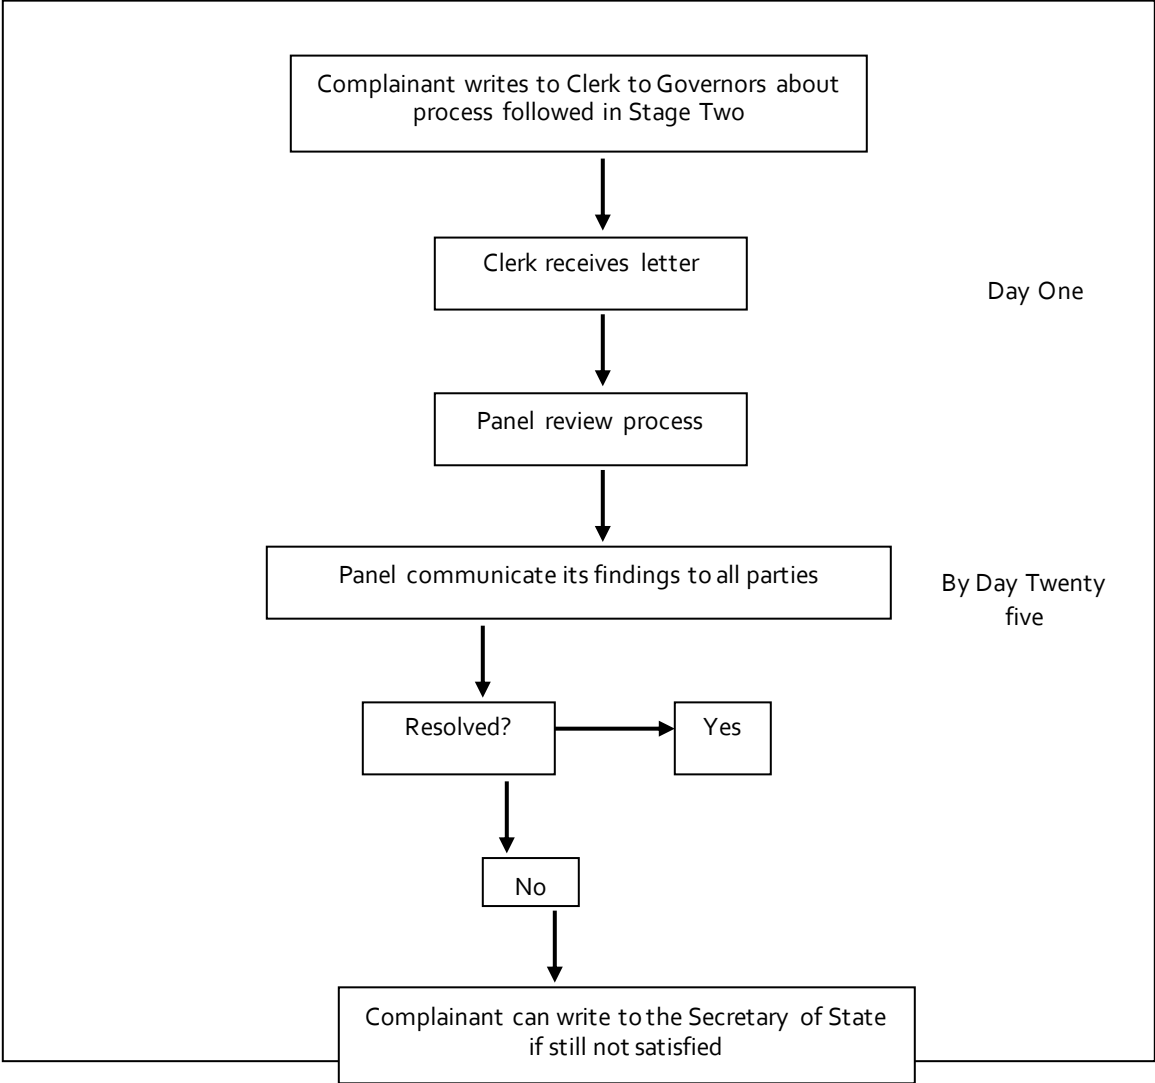 Complainant writes to Clerk to Governors about
process followed in Stage Two
Clerk receives letter
Day One
Panel review process
Panel communicate its findings to all parties
By Day Twenty
five
Resolved?
Yes
No
Complainant can write to the Secretary of State
if still not satisfied